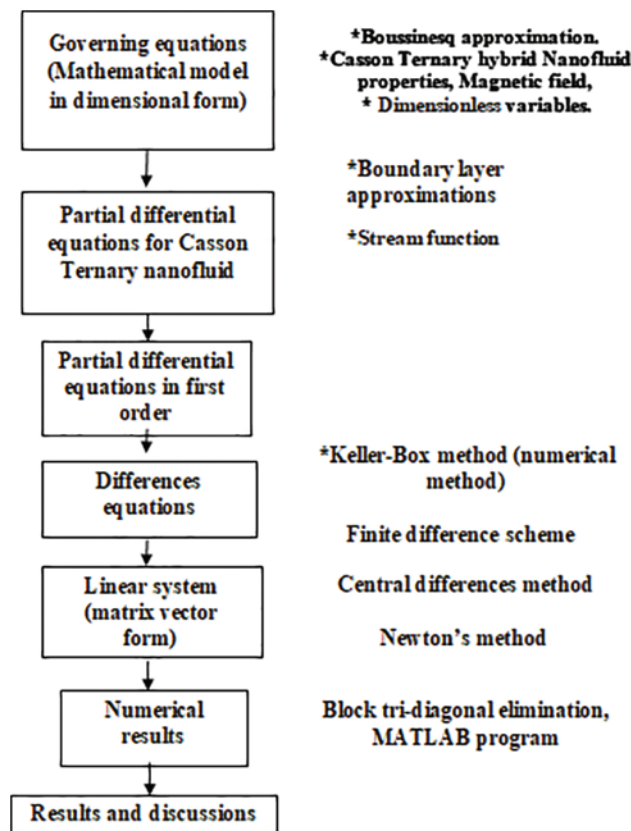 Governing equations
(Mathematical model
in dimensional form)
*Boussinesq approximation.
*Casson Ternary hybrid Nanofluid
properties, Magnetic field,
* Dimensionless variables.
*Boundary layer
approximations
Partial differential
equations for Casson
Ternary nanofluid
*Stream function
Partial differential
equations in first
order
*Keller-Box method (numerical
method)
Differences
equations
Finite difference scheme
Linear system
(matrix vector
form)
Central differences method
Newton's method
Numerical
results
Block tri-diagonal elimination,
MATLAB program
Results and discussions